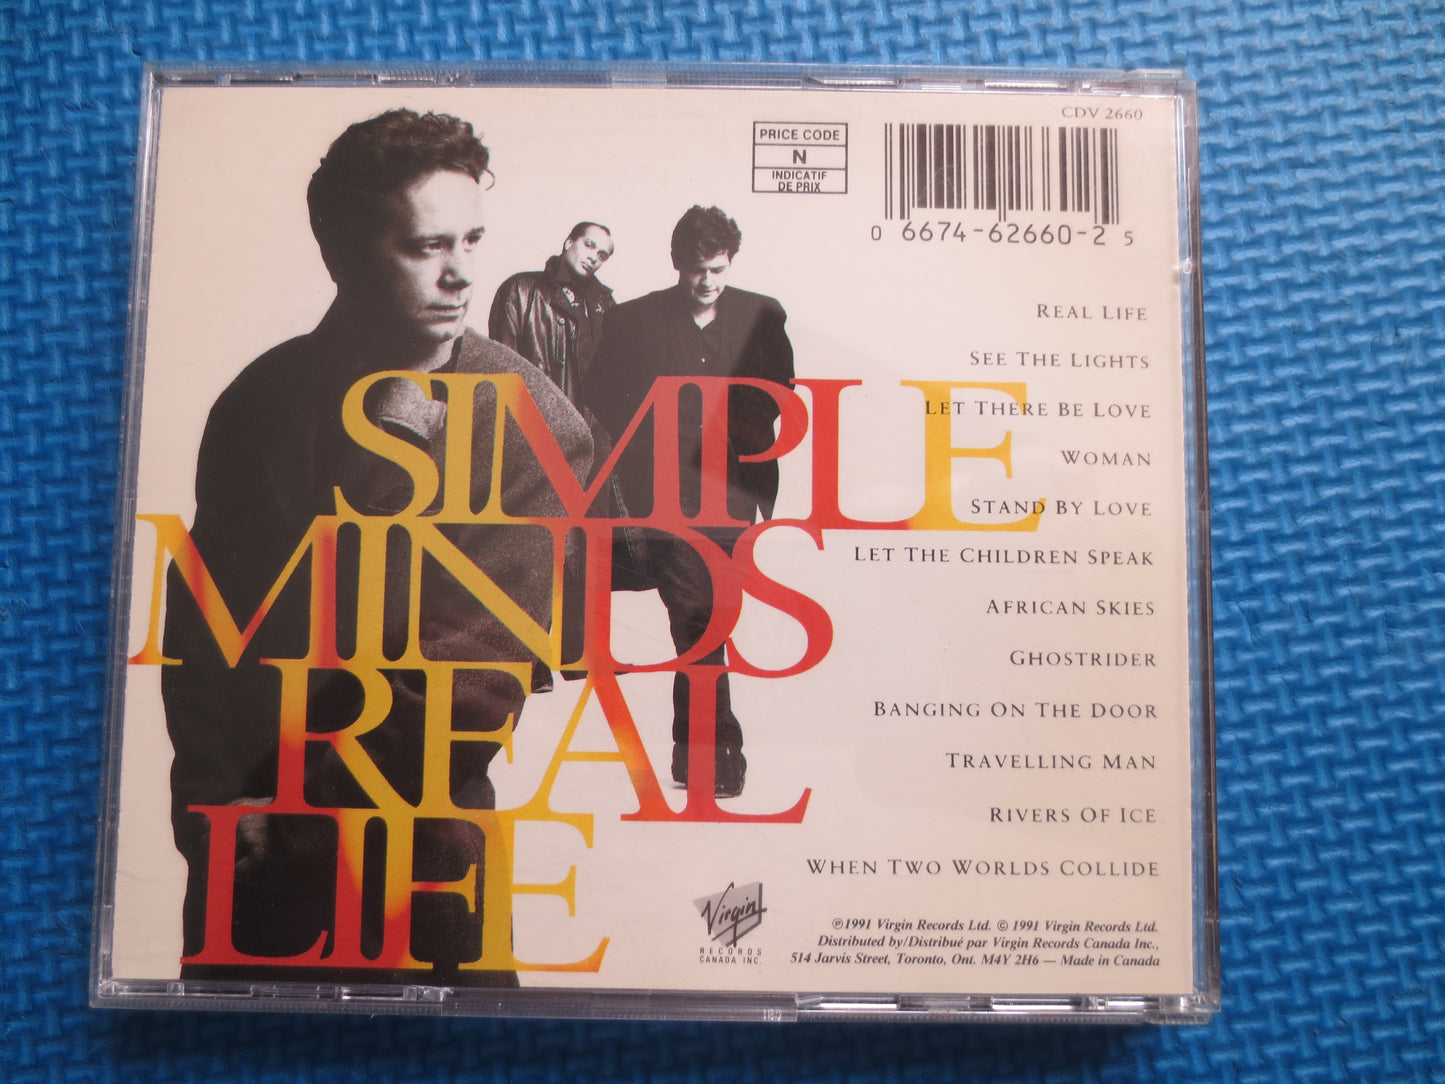 CDV 2660
PRICE CODE
N
INDICATIF
DE PRIX
0 6674-62660-2 5
SIMPLE
MINDS
REAL
LIFE
REAL LIFE
SEE THE LIGHTS
LET THERE BE LOVE
WOMAN
STAND BY LOVE
LET THE CHILDREN SPEAK
AFRICAN SKIES
GHOSTRIDER
BANGING ON THE DOOR
TRAVELLING MAN
RIVERS OF ICE
WHEN TWO WORLDS COLLIDE
Virgin
RECORDS
CANADA INC.
℗1991 Virgin Records Ltd. © 1991 Virgin Records Ltd.
Distributed by/Distribué par Virgin Records Canada Inc.,
514 Jarvis Street, Toronto, Ont. M4Y 2H6 — Made in Canada